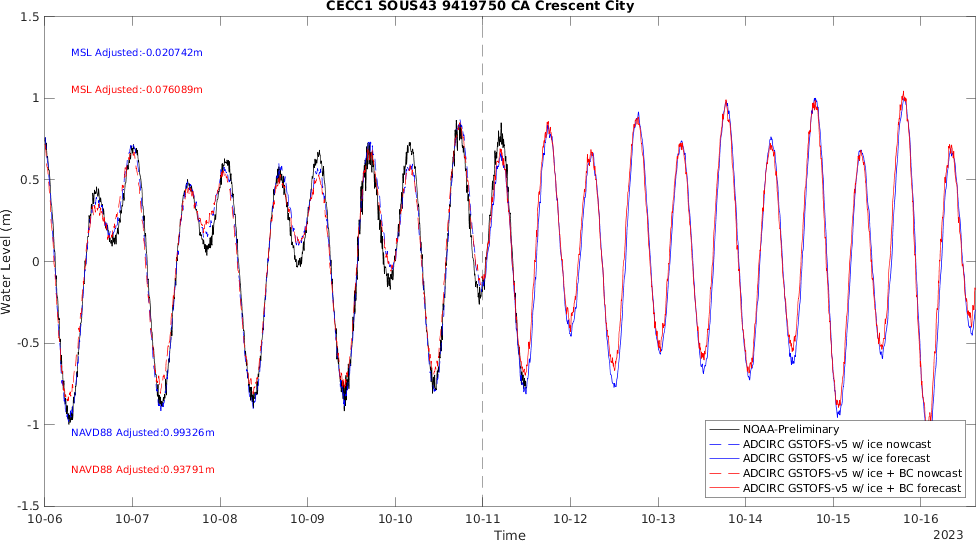 CECC1 SOUS43 9419750 CA Crescent City
1.5
MSL Adjusted:-0.020742m
MSL Adjusted:-0.076089m
1
0.5
Water Level (m)
0
-0.5
-1
NAVD88 Adjusted:0.99326m
NAVD88 Adjusted:0.93791m
-1.5
NOAA-Preliminary
ADCIRC GSTOFS-v5 w/ ice nowcast
ADCIRC GSTOFS-v5 w/ ice forecast
ADCIRC GSTOFS-v5 w/ ice + BC nowcast
ADCIRC GSTOFS-v5 w/ ice + BC forecast
10-06 10-07 10-08 10-09 10-10 10-11 10-12 10-13 10-14 10-15 10-16
Time
2023